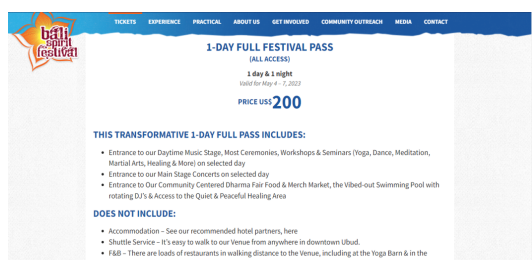 bali
spirit
festival
TICKETS EXPERIENCE PRACTICAL ABOUT US GET INVOLVED COMMUNITY OUTREACH MEDIA CONTACT
1-DAY FULL FESTIVAL PASS
(ALL ACCESS)
1 day & 1 night
Valid for May 4 – 7, 2023
PRICE US$200
THIS TRANSFORMATIVE 1-DAY FULL PASS INCLUDES:
• Entrance to our Daytime Music Stage, Most Ceremonies, Workshops & Seminars (Yoga, Dance, Meditation,
Martial Arts, Healing & More) on selected day
• Entrance to our Main Stage Concerts on selected day
• Entrance to Our Community Centered Dharma Fair Food & Merch Market, the Vibed-out Swimming Pool with
rotating DJ's & Access to the Quiet & Peaceful Healing Area
DOES NOT INCLUDE:
• Accommodation – See our recommended hotel partners, here
• Shuttle Service – It's easy to walk to our Venue from anywhere in downtown Ubud.
• F&B – There are loads of restaurants in walking distance to the Venue, including at the Yoga Barn & in the